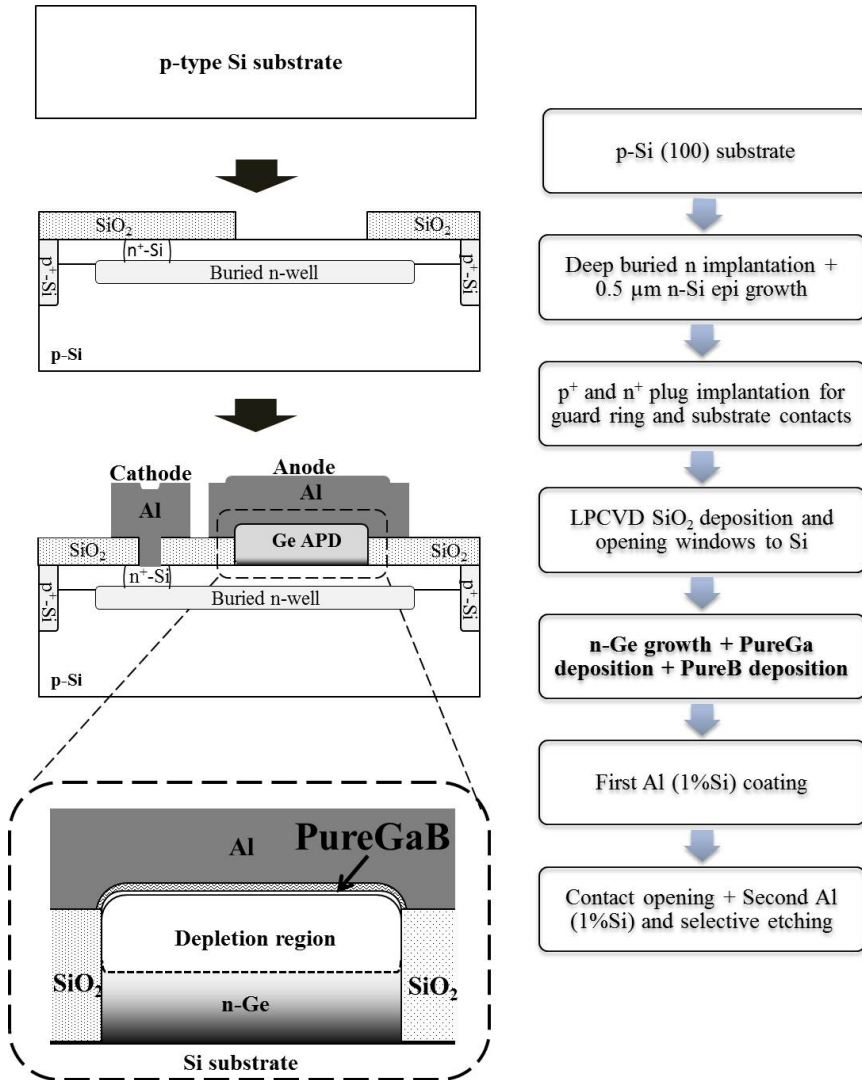 p-type Si substrate
SiO₂
SiO₂
n⁺-Si
p⁺-Si
p⁺-Si
Buried n-well
p-Si
Cathode
Anode
Al
Al
SiO₂
Ge APD
SiO₂
n⁺-Si
p⁺-Si
p⁺-Si
Buried n-well
p-Si
Al
PureGaB
Depletion region
SiO₂
SiO₂
n-Ge
Si substrate
p-Si (100) substrate
Deep buried n implantation +
0.5 µm n-Si epi growth
p⁺ and n⁺ plug implantation for
guard ring and substrate contacts
LPCVD SiO₂ deposition and
opening windows to Si
n-Ge growth + PureGa
deposition + PureB deposition
First Al (1%Si) coating
Contact opening + Second Al
(1%Si) and selective etching